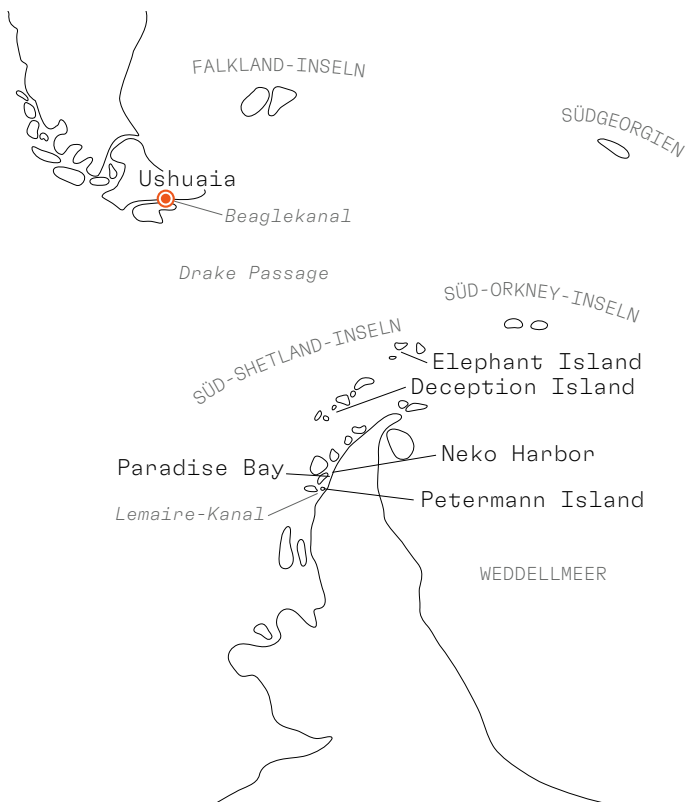 FALKLAND-INSELN
SÜDGEORGIEN
Ushuaia
Beaglekanal
Drake Passage
SÜD-ORKNEY-INSELN
SÜD-SHETLAND-INSELN
Elephant Island
Deception Island
Neko Harbor
Paradise Bay
Petermann Island
Lemaire-Kanal
WEDDELLMEER